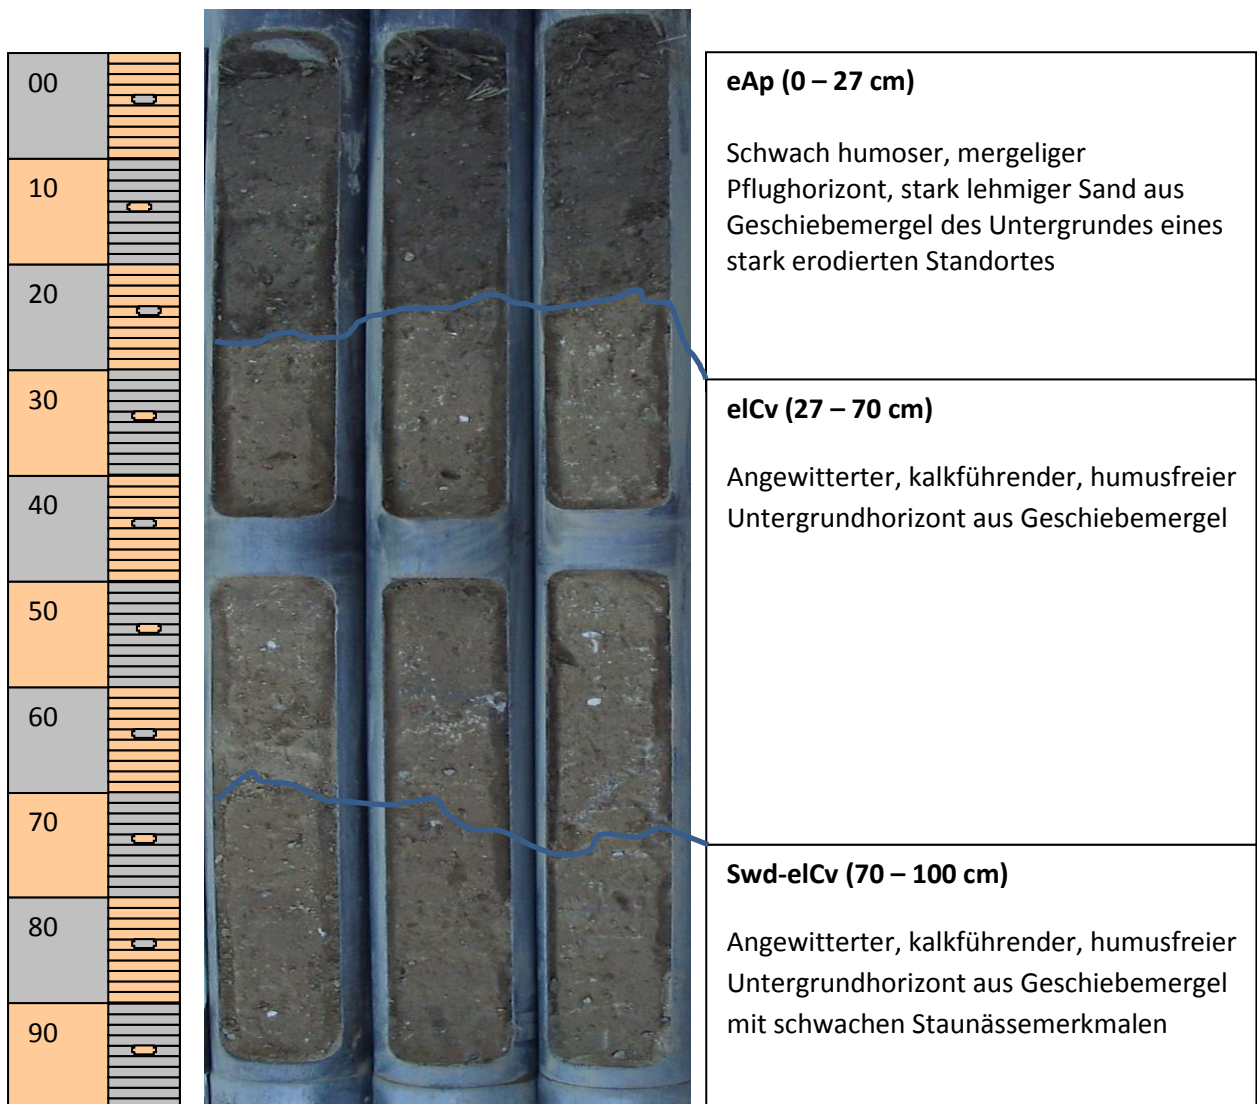 00
10
20
30
40
50
60
70
80
90
eAp (0 – 27 cm)
Schwach humoser, mergeliger
Pflughorizont, stark lehmiger Sand aus
Geschiebemergel des Untergrundes eines
stark erodierten Standortes
elCv (27 – 70 cm)
Angewitterter, kalkführender, humusfreier
Untergrundhorizont aus Geschiebemergel
Swd-elCv (70 – 100 cm)
Angewitterter, kalkführender, humusfreier
Untergrundhorizont aus Geschiebemergel
mit schwachen Staunässemerkmalen